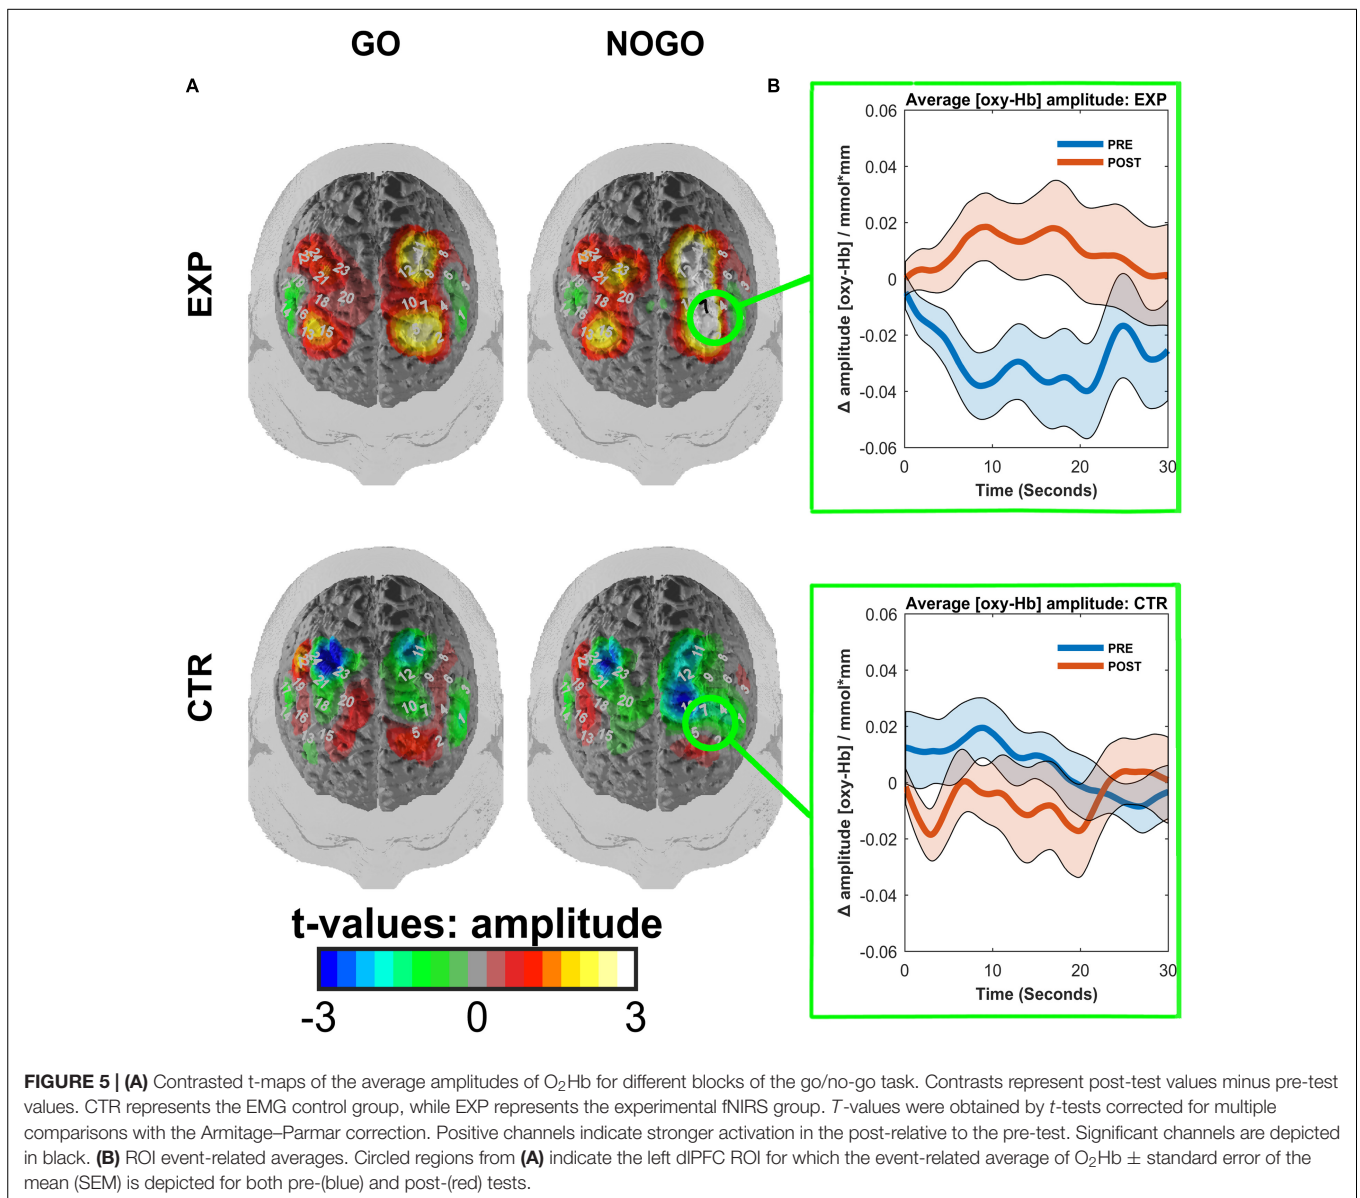 GO
NOGO
A
B
EXP
CTR
Average [oxy-Hb] amplitude: EXP
PRE
POST
Δ amplitude [oxy-Hb] / mmol*mm
0.06
0.04
0.02
0
-0.02
-0.04
-0.06
0
10
20
30
Time (Seconds)
Average [oxy-Hb] amplitude: CTR
PRE
POST
Δ amplitude [oxy-Hb] / mmol*mm
0.06
0.04
0.02
0
-0.02
-0.04
-0.06
0
10
20
30
Time (Seconds)
t-values: amplitude
-3
0
3
FIGURE 5 | (A) Contrasted t-maps of the average amplitudes of O₂Hb for different blocks of the go/no-go task. Contrasts represent post-test values minus pre-test
values. CTR represents the EMG control group, while EXP represents the experimental fNIRS group. T-values were obtained by t-tests corrected for multiple
comparisons with the Armitage–Parmar correction. Positive channels indicate stronger activation in the post-relative to the pre-test. Significant channels are depicted
in black. (B) ROI event-related averages. Circled regions from (A) indicate the left dlPFC ROI for which the event-related average of O₂Hb ± standard error of the
mean (SEM) is depicted for both pre-(blue) and post-(red) tests.